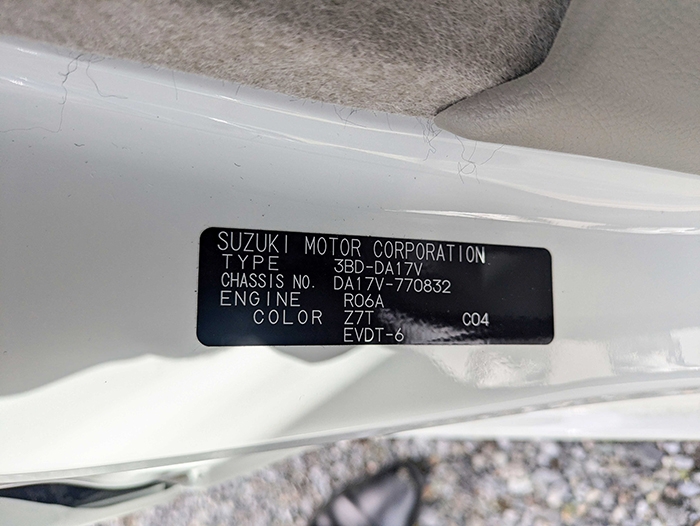 SUZUKI MOTOR CORPORATION
TYPE 3BD-DA17V
CHASSIS NO. DA17V-770832
ENGINE R06A
COLOR Z7T C04
EVDT-6